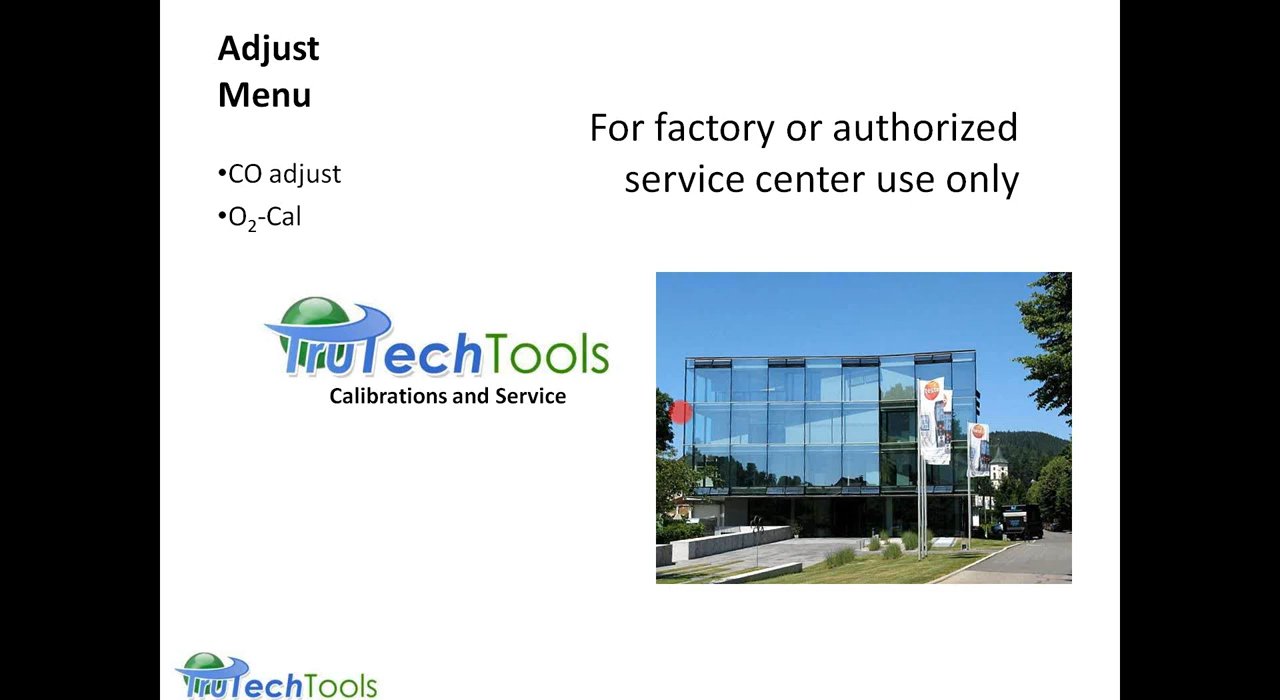 Adjust
Menu
•CO adjust
•O₂-Cal
For factory or authorized
service center use only
TruTechTools
Calibrations and Service
testo
TruTechTools